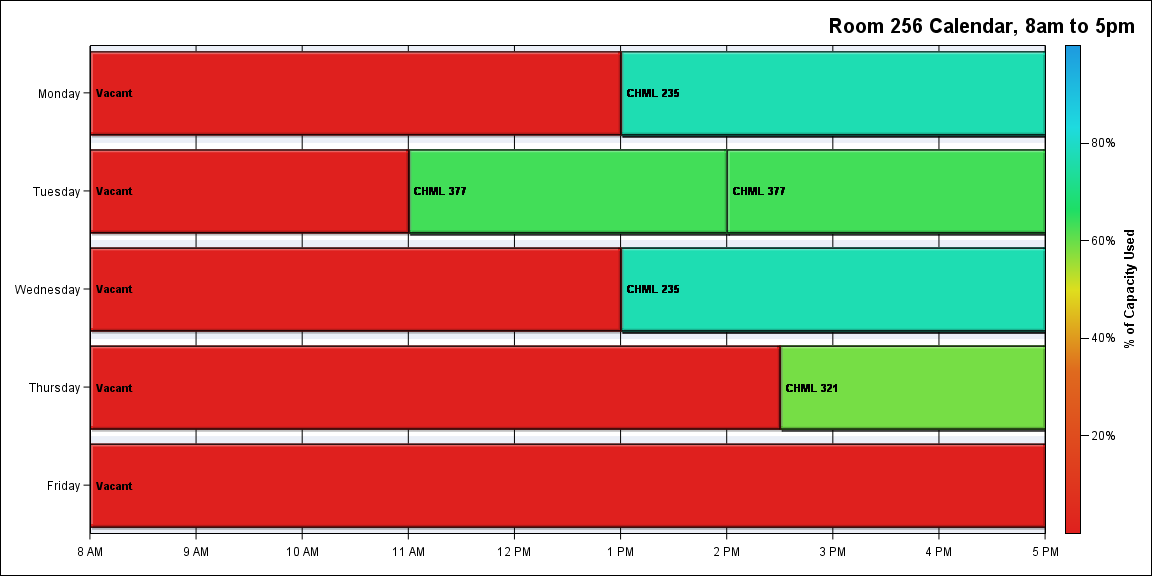 Room 256 Calendar, 8am to 5pm
Monday
Vacant
CHML 235
Tuesday
Vacant
CHML 377
CHML 377
Wednesday
Vacant
CHML 235
Thursday
Vacant
CHML 321
Friday
Vacant
8 AM
9 AM
10 AM
11 AM
12 PM
1 PM
2 PM
3 PM
4 PM
5 PM
80%
60%
40%
20%
% of Capacity Used